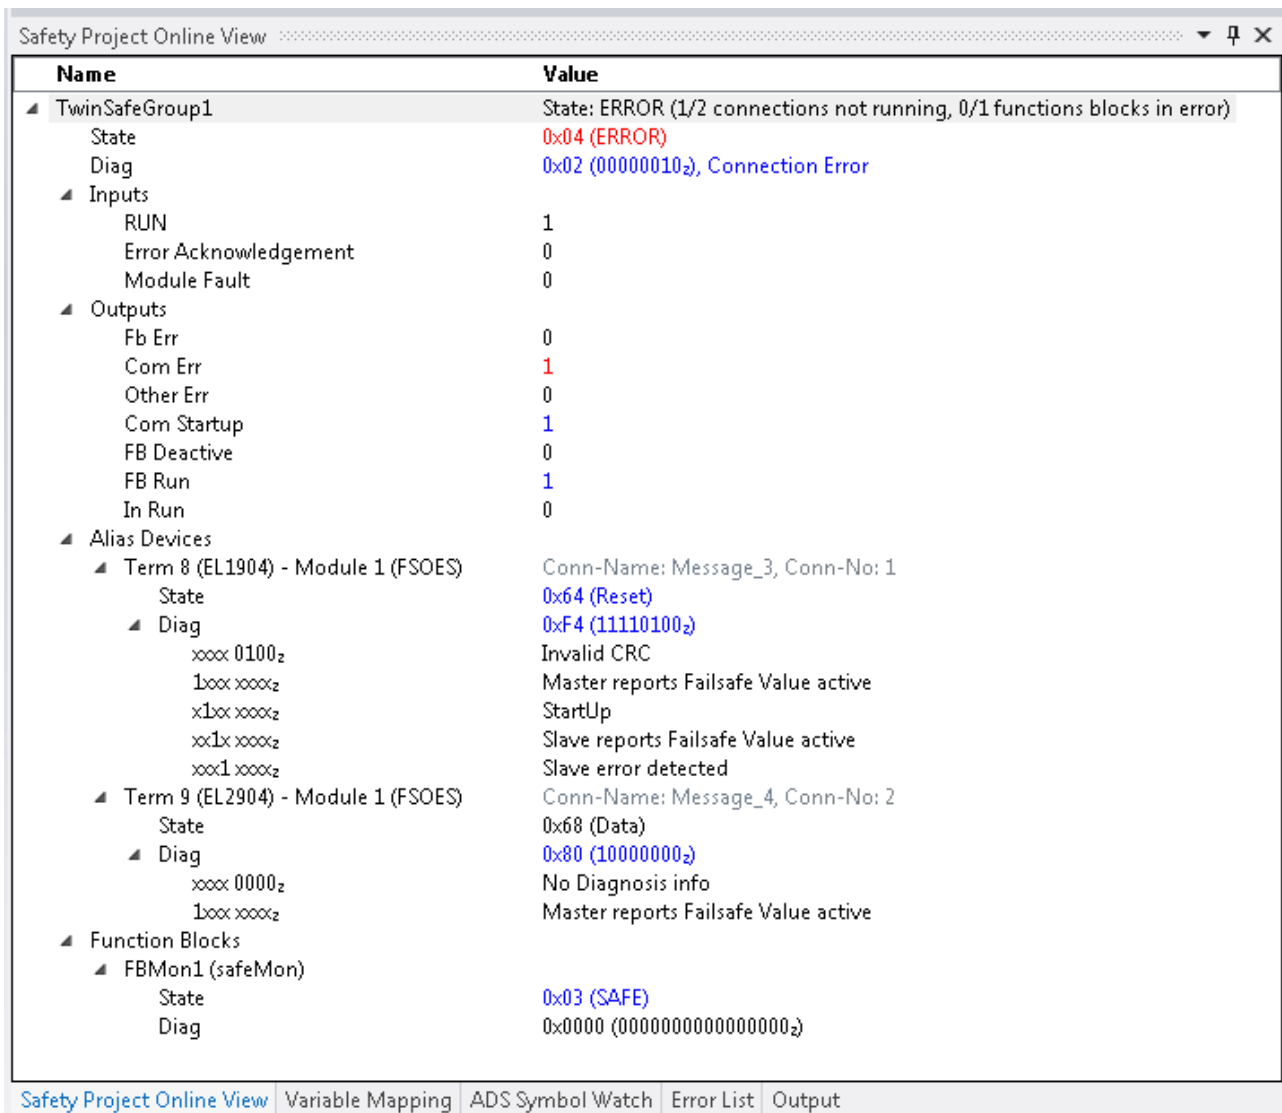 Safety Project Online View
Name Value
TwinSafeGroup1 State: ERROR (1/2 connections not running, 0/1 functions blocks in error)
State 0x04 (ERROR)
Diag 0x02 (00000010₂), Connection Error
Inputs
RUN 1
Error Acknowledgement 0
Module Fault 0
Outputs
Fb Err 0
Com Err 1
Other Err 0
Com Startup 1
FB Deactive 0
FB Run 1
In Run 0
Alias Devices
Term 8 (EL1904) - Module 1 (FSOES) Conn-Name: Message_3, Conn-No: 1
State 0x64 (Reset)
Diag 0xF4 (11110100₂)
xxxx 0100₂ Invalid CRC
1xxx xxxx₂ Master reports Failsafe Value active
x1xx xxxx₂ StartUp
xx1x xxxx₂ Slave reports Failsafe Value active
xxx1 xxxx₂ Slave error detected
Term 9 (EL2904) - Module 1 (FSOES) Conn-Name: Message_4, Conn-No: 2
State 0x68 (Data)
Diag 0x80 (10000000₂)
xxxx 0000₂ No Diagnosis info
1xxx xxxx₂ Master reports Failsafe Value active
Function Blocks
FBMon1 (safeMon)
State 0x03 (SAFE)
Diag 0x0000 (0000000000000000₂)
Safety Project Online View Variable Mapping ADS Symbol Watch Error List Output